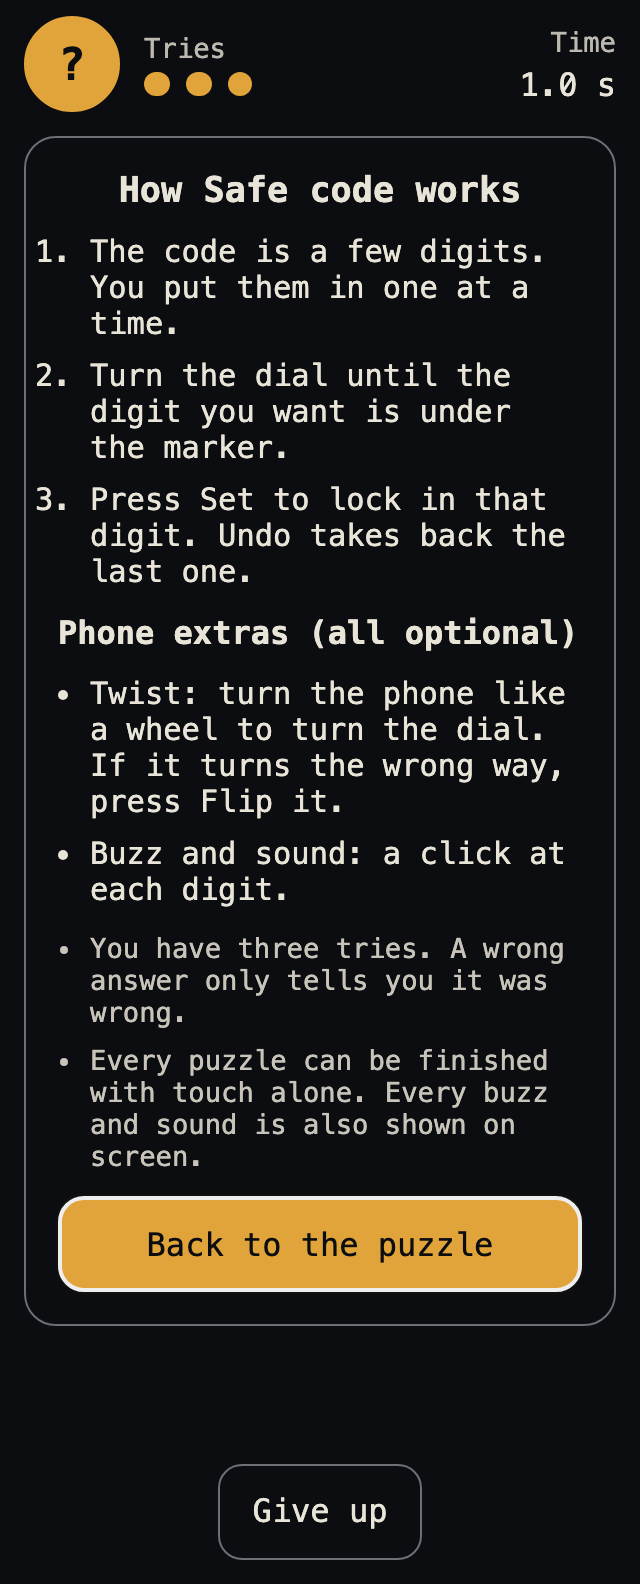 ?
Tries
Time
1.0 s
How Safe code works
1. The code is a few digits.
You put them in one at a
time.
2. Turn the dial until the
digit you want is under
the marker.
3. Press Set to lock in that
digit. Undo takes back the
last one.
Phone extras (all optional)
• Twist: turn the phone like
a wheel to turn the dial.
If it turns the wrong way,
press Flip it.
• Buzz and sound: a click at
each digit.
• You have three tries. A wrong
answer only tells you it was
wrong.
• Every puzzle can be finished
with touch alone. Every buzz
and sound is also shown on
screen.
Back to the puzzle
Give up